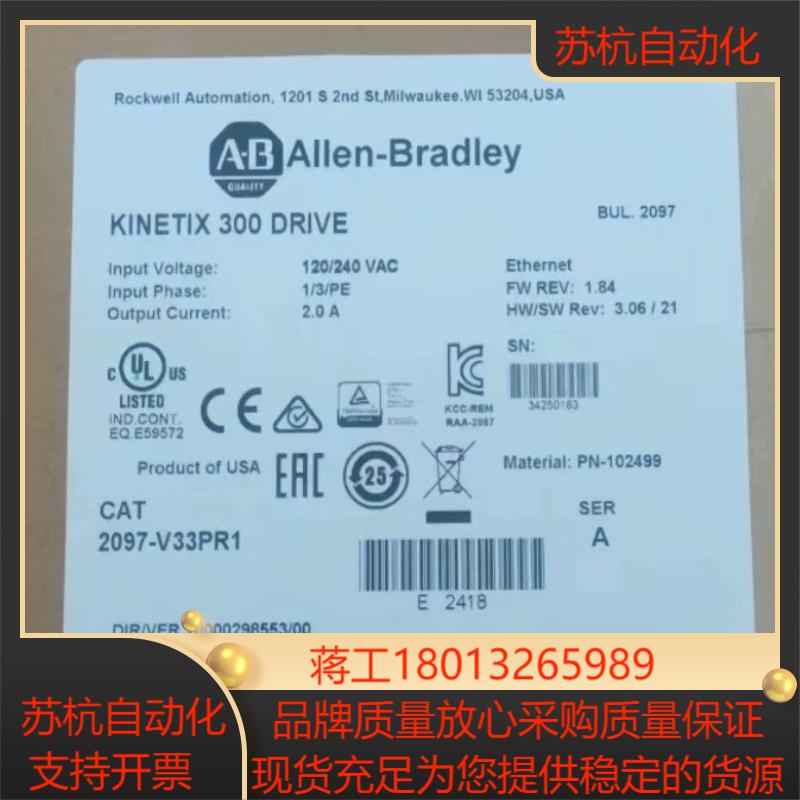 苏杭自动化
Rockwell Automation, 1201 S 2nd St,Milwaukee.WI 53204,USA
A-B Allen-Bradley
QUALITY
KINETIX 300 DRIVE
BUL. 2097
Input Voltage: 120/240 VAC
Input Phase: 1/3/PE
Output Current: 2.0 A
Ethernet
FW REV: 1.84
HW/SW Rev: 3.06 / 21
SN:
34250163
C UL US
LISTED
IND.CONT.
EQ.E59572
CE
KCC-REM
RAA-2097
Product of USA
EAC
25
Material: PN-102499
CAT
2097-V33PR1
SER
A
E 2418
蒋工18013265989
苏杭自动化
支持开票
品牌质量放心采购质量保证
现货充足为您提供稳定的货源